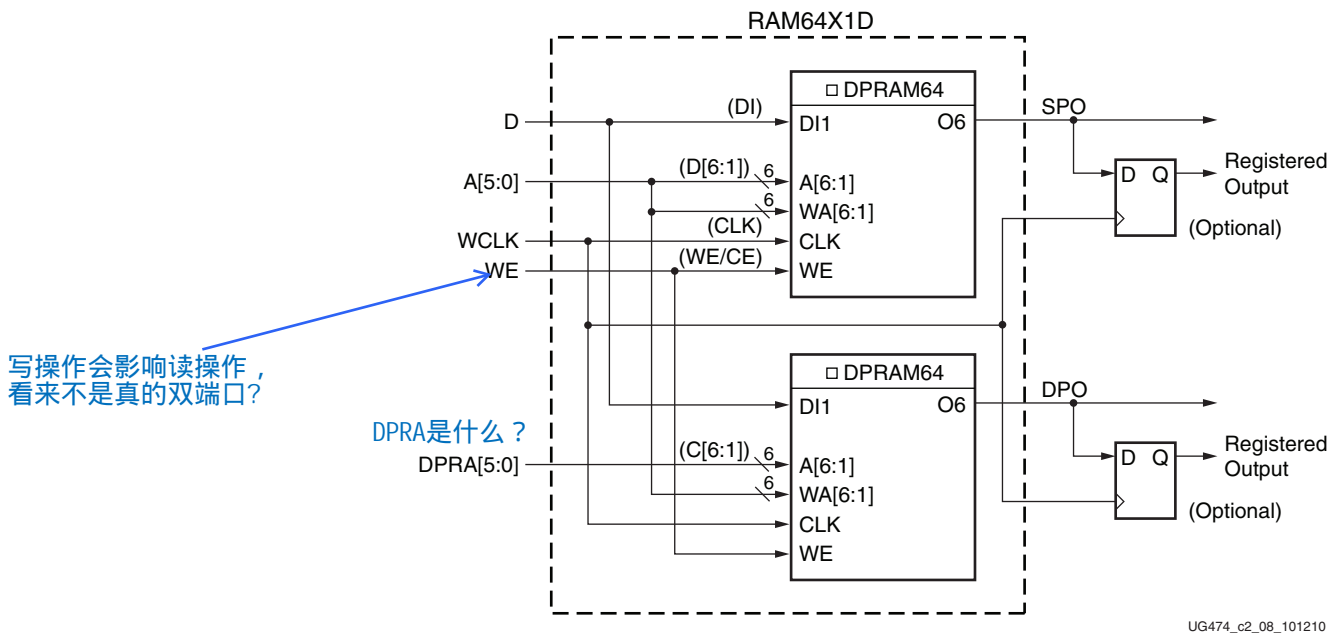 RAM64X1D
DPRAM64
D
(DI)
DI1
O6
SPO
A[5:0]
(D[6:1])
6
A[6:1]
6
WA[6:1]
D Q
Registered
Output
(Optional)
WCLK
(CLK)
CLK
WE
(WE/CE)
WE
写操作会影响读操作，
看来不是真的双端口?
DPRAM64
DI1
O6
DPO
DPRA是什么？
DPRA[5:0]
(C[6:1])
6
A[6:1]
6
WA[6:1]
CLK
WE
D Q
Registered
Output
(Optional)
UG474_c2_08_101210